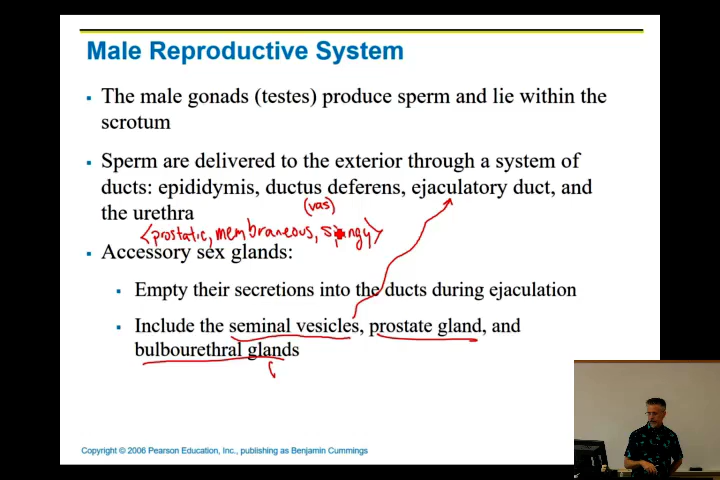 Male Reproductive System
▪ The male gonads (testes) produce sperm and lie within the
scrotum
▪ Sperm are delivered to the exterior through a system of
ducts: epididymis, ductus deferens, ejaculatory duct, and
(vas)
the urethra
<prostatic, membraneous, spongy>
▪ Accessory sex glands:
▪ Empty their secretions into the ducts during ejaculation
▪ Include the seminal vesicles, prostate gland, and
bulbourethral glands
Copyright © 2006 Pearson Education, Inc., publishing as Benjamin Cummings